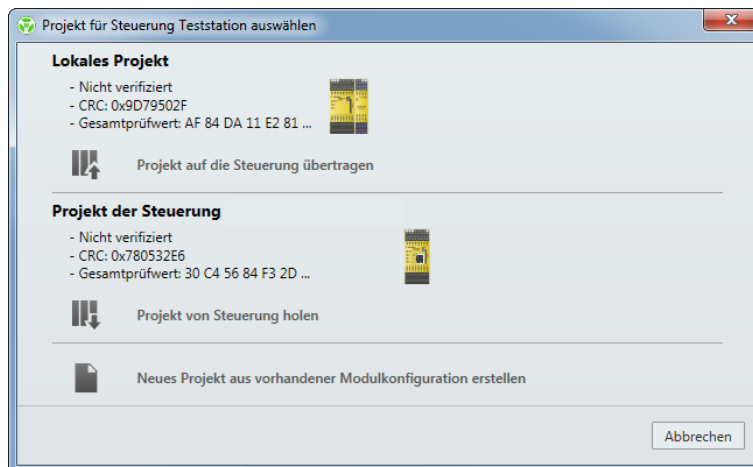 Projekt für Steuerung Teststation auswählen
Lokales Projekt
- Nicht verifiziert
- CRC: 0x9D79502F
- Gesamtprüfwert: AF 84 DA 11 E2 81 ...
Projekt auf die Steuerung übertragen
Projekt der Steuerung
- Nicht verifiziert
- CRC: 0x780532E6
- Gesamtprüfwert: 30 C4 56 84 F3 2D ...
Projekt von Steuerung holen
Neues Projekt aus vorhandener Modulkonfiguration erstellen
Abbrechen